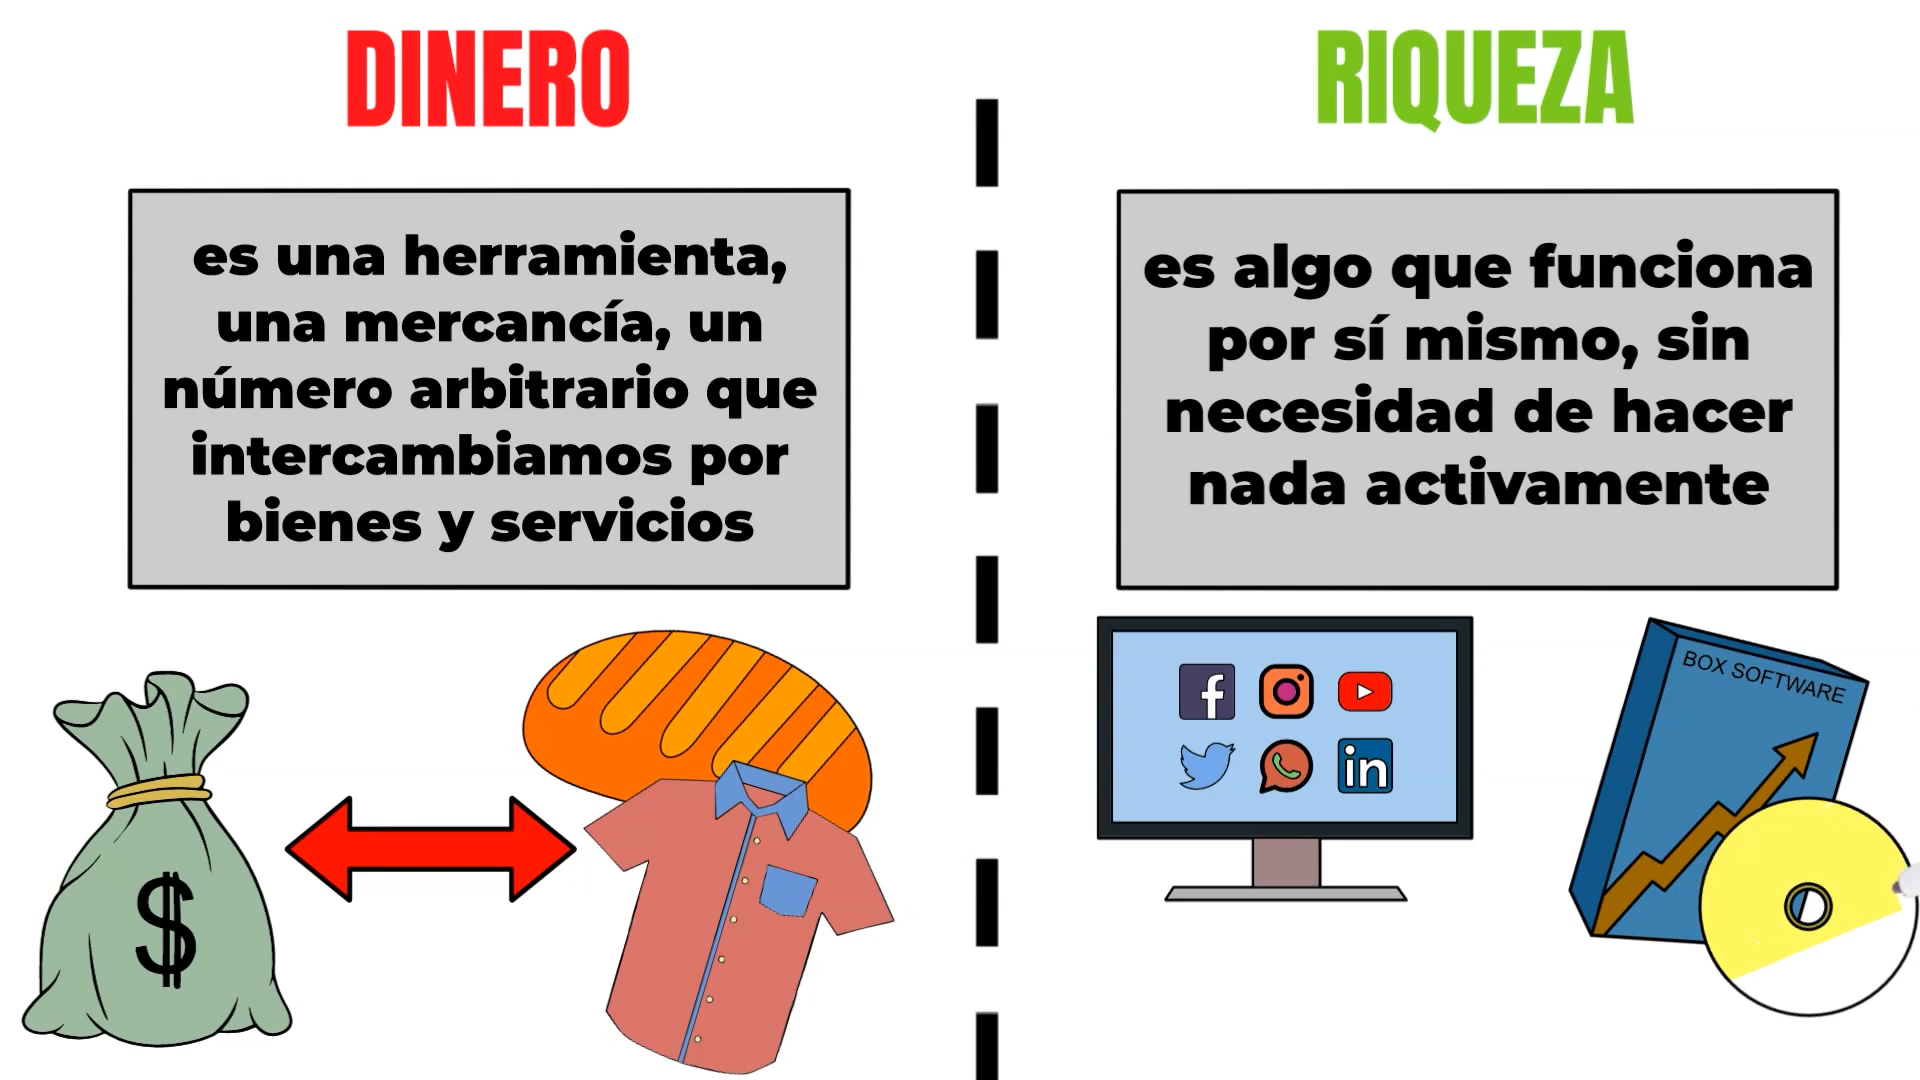 DINERO
es una herramienta,
una mercancía, un
número arbitrario que
intercambiamos por
bienes y servicios
$
RIQUEZA
es algo que funciona
por sí mismo, sin
necesidad de hacer
nada activamente
f
in
BOX SOFTWARE